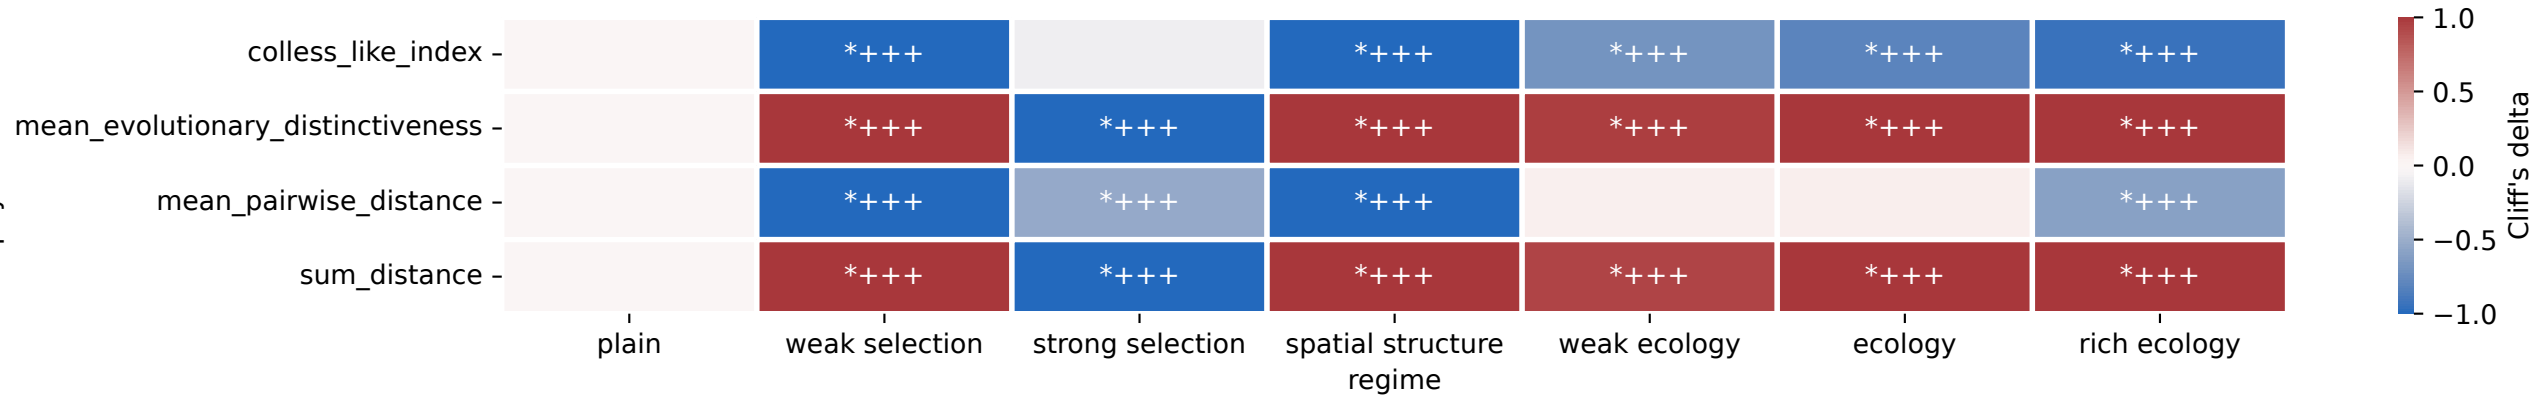 colless_like_index *+++ *+++ *+++ *+++ *+++
mean_evolutionary_distinctiveness *+++ *+++ *+++ *+++ *+++ *+++
mean_pairwise_distance *+++ *+++ *+++ *+++
sum_distance *+++ *+++ *+++ *+++ *+++ *+++
plain weak selection strong selection spatial structure weak ecology ecology rich ecology
regime
1.0
0.5
0.0
−0.5
−1.0
Cliff's delta